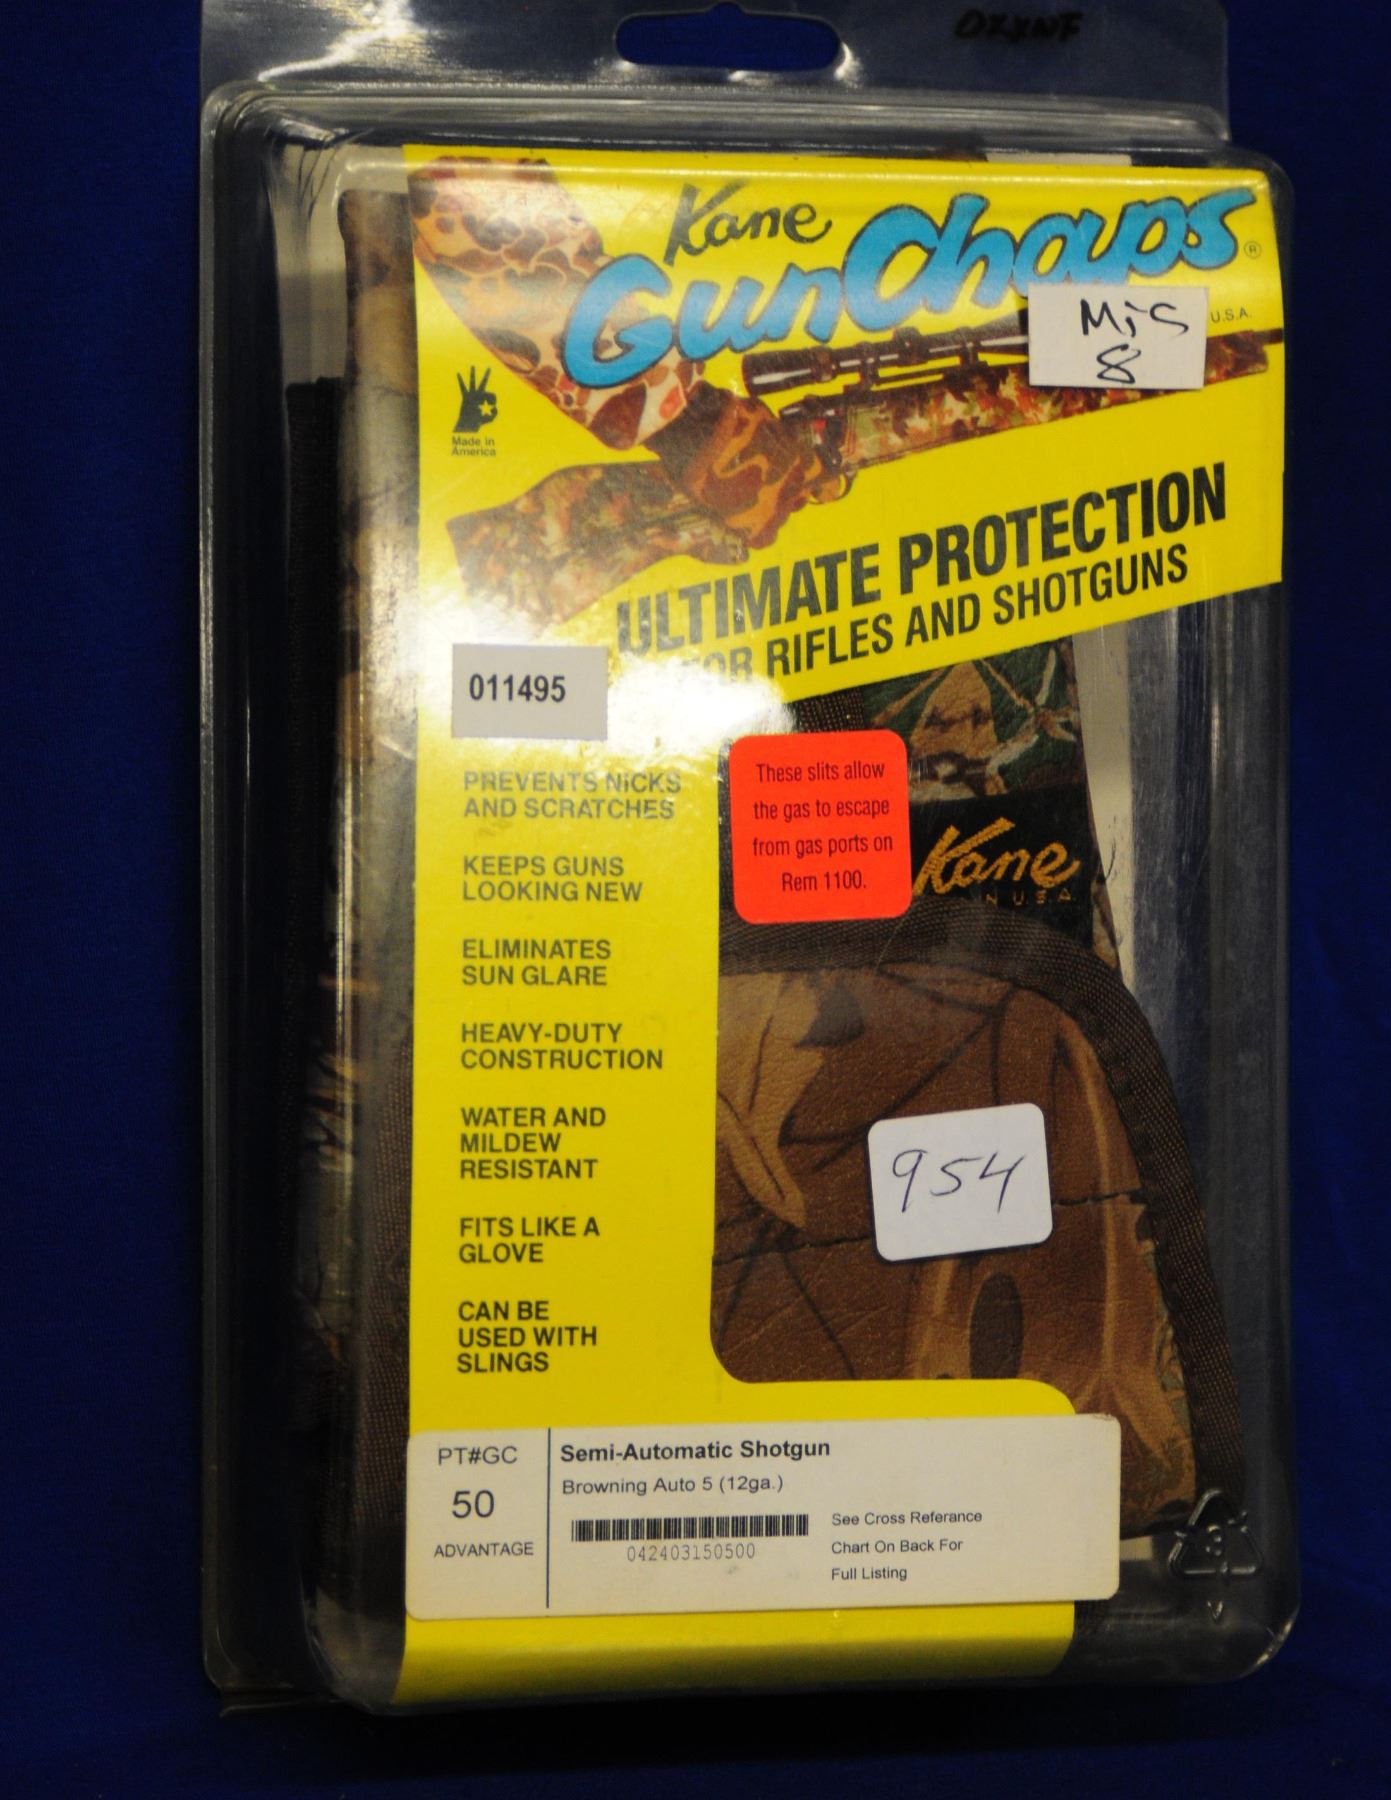 Kane
GunChaps®
U.S.A.
Mis
8
Made in
America
ULTIMATE PROTECTION
FOR RIFLES AND SHOTGUNS
011495
PREVENTS NICKS
AND SCRATCHES
KEEPS GUNS
LOOKING NEW
ELIMINATES
SUN GLARE
HEAVY-DUTY
CONSTRUCTION
WATER AND
MILDEW
RESISTANT
FITS LIKE A
GLOVE
CAN BE
USED WITH
SLINGS
These slits allow
the gas to escape
from gas ports on
Rem 1100.
Kane
954
PT#GC
50
ADVANTAGE
Semi-Automatic Shotgun
Browning Auto 5 (12ga.)
042403150500
See Cross Referance
Chart On Back For
Full Listing
3
V